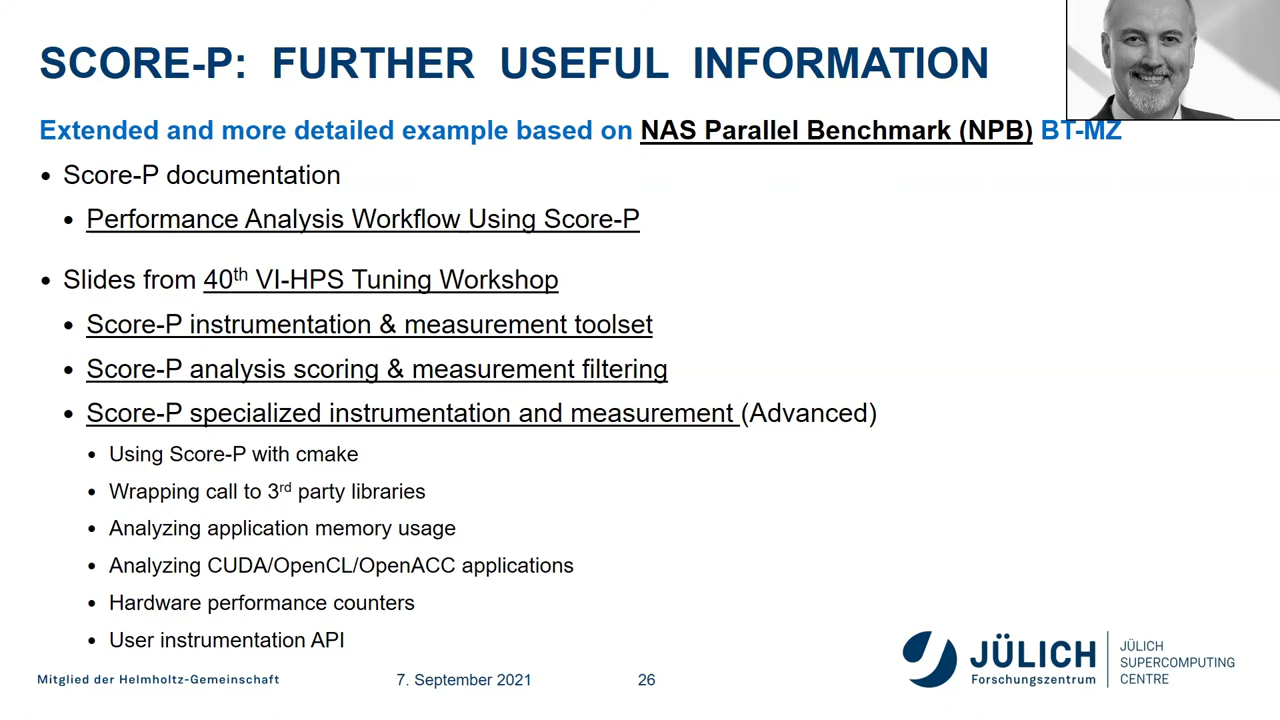 SCORE-P: FURTHER USEFUL INFORMATION
Extended and more detailed example based on NAS Parallel Benchmark (NPB) BT-MZ
• Score-P documentation
• Performance Analysis Workflow Using Score-P
• Slides from 40th VI-HPS Tuning Workshop
• Score-P instrumentation & measurement toolset
• Score-P analysis scoring & measurement filtering
• Score-P specialized instrumentation and measurement (Advanced)
• Using Score-P with cmake
• Wrapping call to 3rd party libraries
• Analyzing application memory usage
• Analyzing CUDA/OpenCL/OpenACC applications
• Hardware performance counters
• User instrumentation API
Mitglied der Helmholtz-Gemeinschaft
7. September 2021
26
JÜLICH
Forschungszentrum
JÜLICH
SUPERCOMPUTING
CENTRE